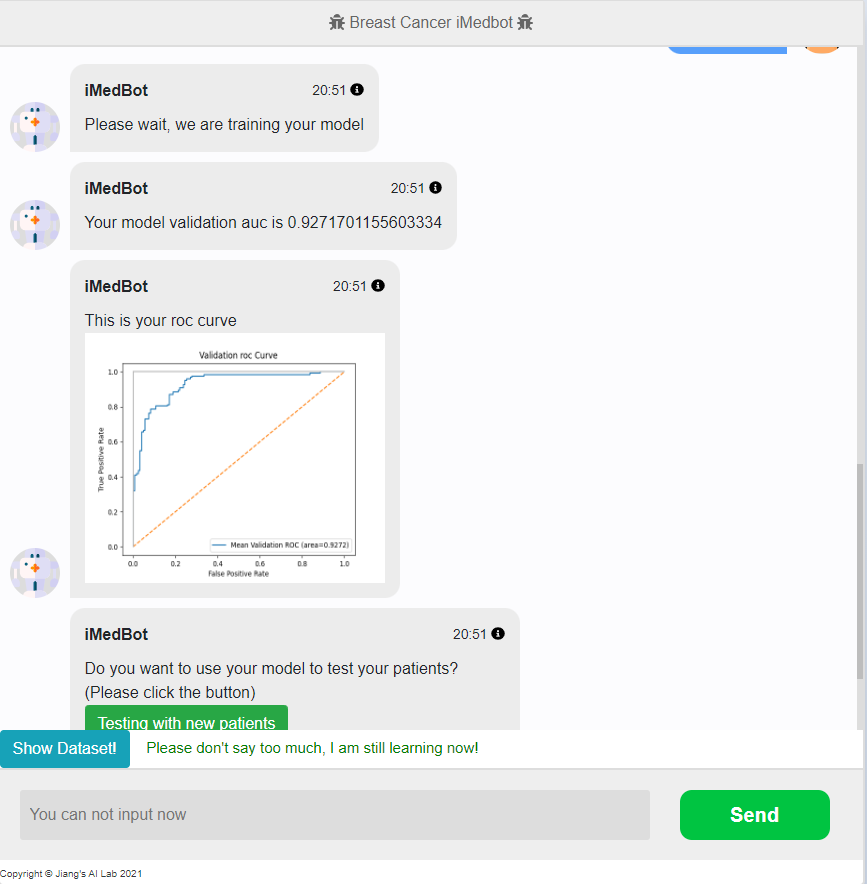 Breast Cancer iMedbot
iMedBot 20:51
Please wait, we are training your model
iMedBot 20:51
Your model validation auc is 0.9271701155603334
iMedBot 20:51
This is your roc curve
Validation roc Curve
1.0
0.8
0.6
0.4
0.2
0.0
True Positive Rate
Mean Validation ROC (area=0.9272)
0.0 0.2 0.4 0.6 0.8 1.0
False Positive Rate
iMedBot 20:51
Do you want to use your model to test your patients?
(Please click the button)
Testing with new patients
Show Dataset! Please don't say too much, I am still learning now!
You can not input now Send
Copyright © Jiang's AI Lab 2021